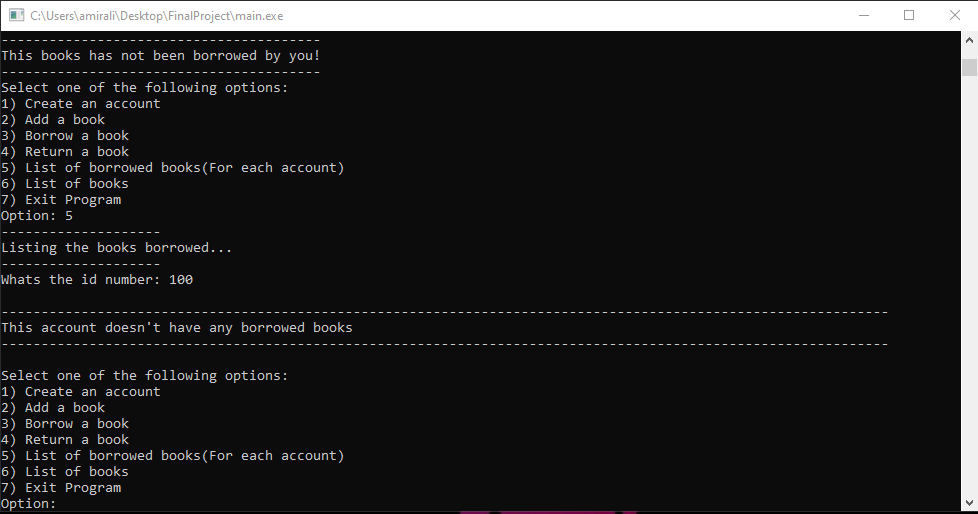 C:\Users\amirali\Desktop\FinalProject\main.exe
----------------------------------------
This books has not been borrowed by you!
----------------------------------------
Select one of the following options:
1) Create an account
2) Add a book
3) Borrow a book
4) Return a book
5) List of borrowed books(For each account)
6) List of books
7) Exit Program
Option: 5
--------------------
Listing the books borrowed...
--------------------
Whats the id number: 100
---------------------------------------------------------------------------------------------------------------
This account doesn't have any borrowed books
---------------------------------------------------------------------------------------------------------------
Select one of the following options:
1) Create an account
2) Add a book
3) Borrow a book
4) Return a book
5) List of borrowed books(For each account)
6) List of books
7) Exit Program
Option: